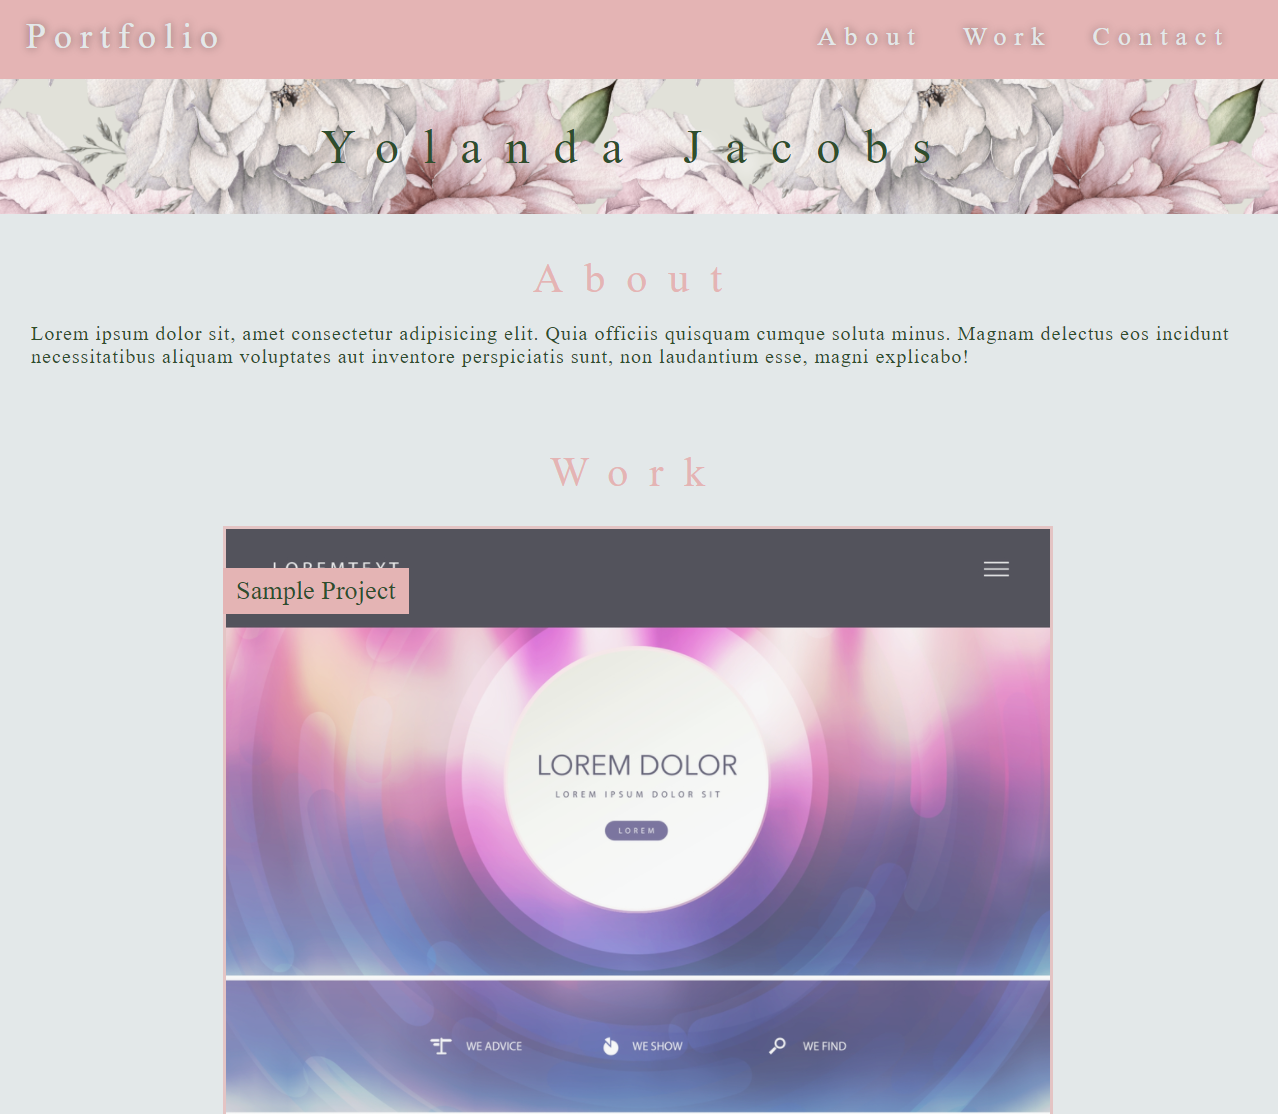 Portfolio
About Work Contact
Yolanda Jacobs
About
Lorem ipsum dolor sit, amet consectetur adipisicing elit. Quia officiis quisquam cumque soluta minus. Magnam delectus eos incidunt
necessitatibus aliquam voluptates aut inventore perspiciatis sunt, non laudantium esse, magni explicabo!
Work
LOREMTEXT
Sample Project
LOREM DOLOR
LOREM IPSUM DOLOR SIT
LOREM
WE ADVICE WE SHOW WE FIND